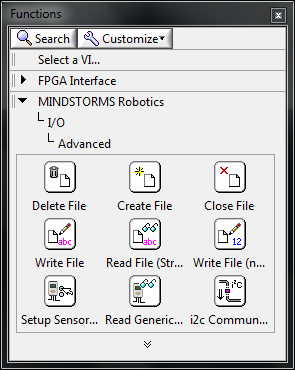 Functions
Search Customize
Select a VI...
FPGA Interface
MINDSTORMS Robotics
I/O
Advanced
Delete File Create File Close File
abc abc 12
Write File Read File (Str... Write File (n...
i²c
Setup Sensor... Read Generic... i2c Commun...